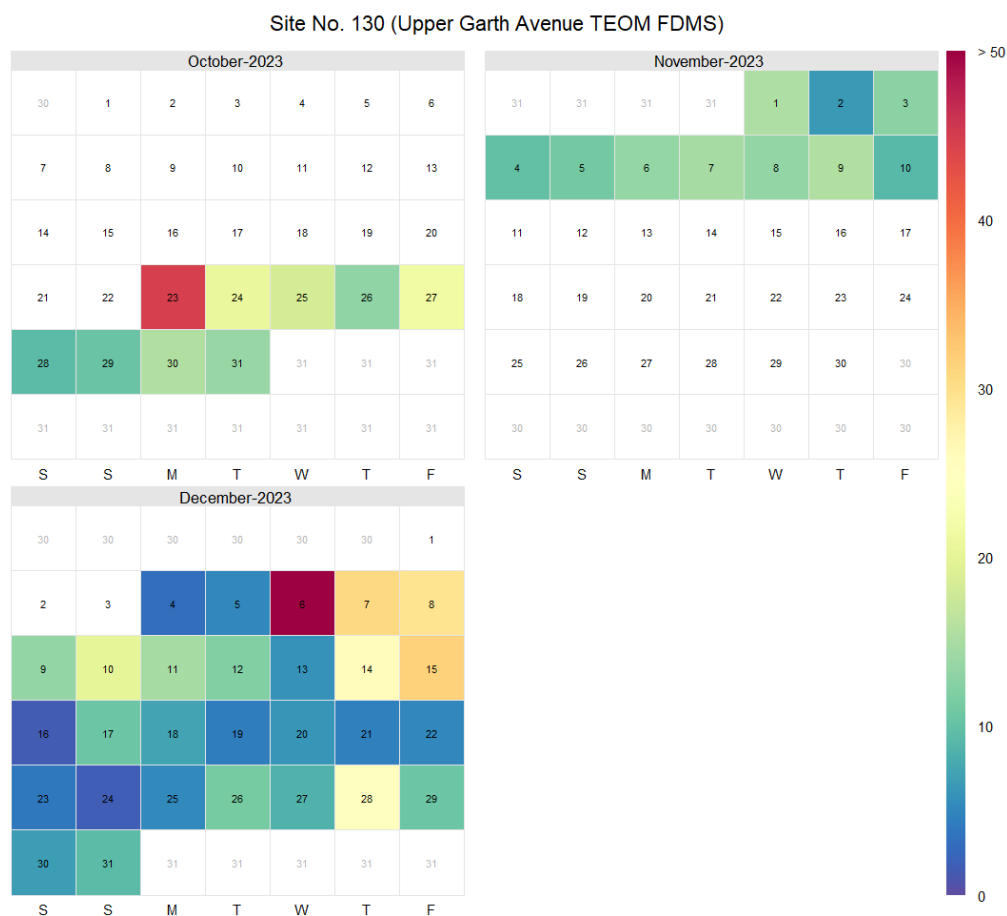 Site No. 130 (Upper Garth Avenue TEOM FDMS)
October-2023
30 1 2 3 4 5 6
7 8 9 10 11 12 13
14 15 16 17 18 19 20
21 22 23 24 25 26 27
28 29 30 31 31 31 31
31 31 31 31 31 31 31
S S M T W T F
November-2023
31 31 31 31 1 2 3
4 5 6 7 8 9 10
11 12 13 14 15 16 17
18 19 20 21 22 23 24
25 26 27 28 29 30 30
30 30 30 30 30 30 30
S S M T W T F
December-2023
30 30 30 30 30 30 1
2 3 4 5 6 7 8
9 10 11 12 13 14 15
16 17 18 19 20 21 22
23 24 25 26 27 28 29
30 31 31 31 31 31 31
S S M T W T F
> 50
40
30
20
10
0